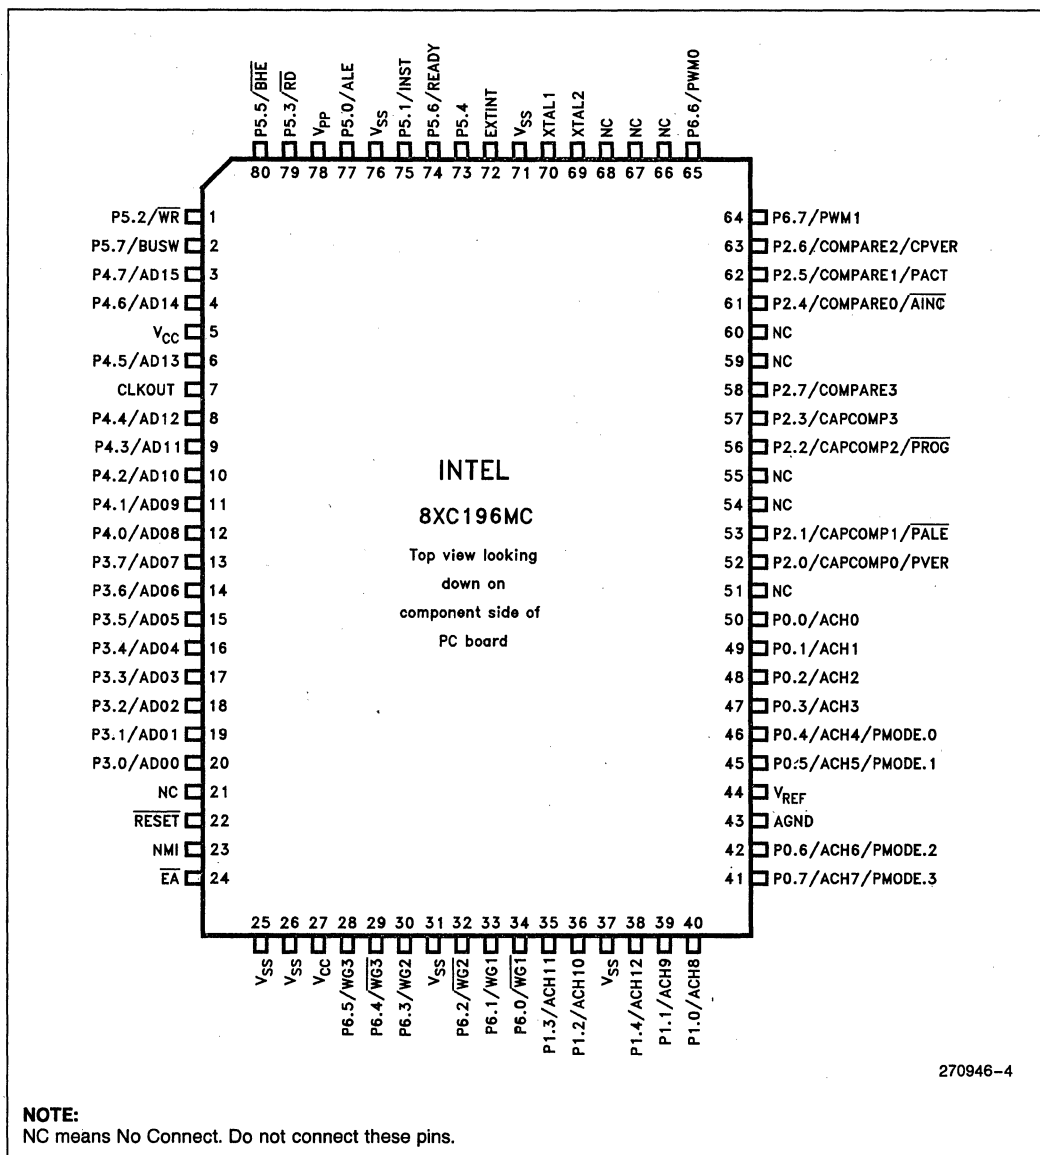 P5.5/BHE
P5.3/RD
VPP
P5.0/ALE
VSS
P5.1/INST
P5.6/READY
P5.4
EXTINT
VSS
XTAL1
XTAL2
NC
NC
NC
P6.6/PWM0
80 79 78 77 76 75 74 73 72 71 70 69 68 67 66 65
P5.2/WR 1
P5.7/BUSW 2
P4.7/AD15 3
P4.6/AD14 4
VCC 5
P4.5/AD13 6
CLKOUT 7
P4.4/AD12 8
P4.3/AD11 9
P4.2/AD10 10
P4.1/AD09 11
P4.0/AD08 12
P3.7/AD07 13
P3.6/AD06 14
P3.5/AD05 15
P3.4/AD04 16
P3.3/AD03 17
P3.2/AD02 18
P3.1/AD01 19
P3.0/AD00 20
NC 21
RESET 22
NMI 23
EA 24
INTEL
8XC196MC
Top view looking
down on
component side of
PC board
64 P6.7/PWM1
63 P2.6/COMPARE2/CPVER
62 P2.5/COMPARE1/PACT
61 P2.4/COMPARE0/AINC
60 NC
59 NC
58 P2.7/COMPARE3
57 P2.3/CAPCOMP3
56 P2.2/CAPCOMP2/PROG
55 NC
54 NC
53 P2.1/CAPCOMP1/PALE
52 P2.0/CAPCOMP0/PVER
51 NC
50 P0.0/ACH0
49 P0.1/ACH1
48 P0.2/ACH2
47 P0.3/ACH3
46 P0.4/ACH4/PMODE.0
45 P0.5/ACH5/PMODE.1
44 VREF
43 AGND
42 P0.6/ACH6/PMODE.2
41 P0.7/ACH7/PMODE.3
25 26 27 28 29 30 31 32 33 34 35 36 37 38 39 40
VSS
VSS
VCC
P6.5/WG3
P6.4/WG3
P6.3/WG2
VSS
P6.2/WG2
P6.1/WG1
P6.0/WG1
P1.3/ACH11
P1.2/ACH10
VSS
P1.4/ACH12
P1.1/ACH9
P1.0/ACH8
270946-4
NOTE:
NC means No Connect. Do not connect these pins.